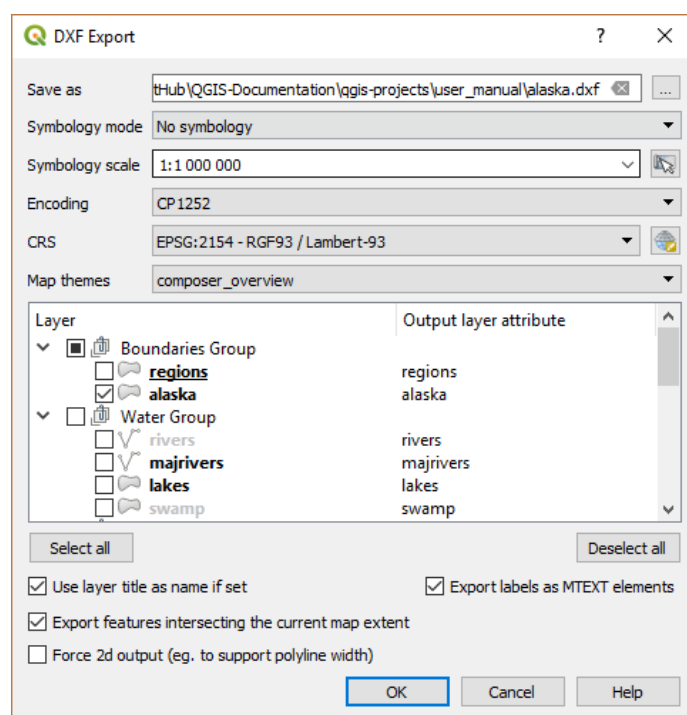 DXF Export ?
Save as tHub\QGIS-Documentation\qgis-projects\user_manual\alaska.dxf ...
Symbology mode No symbology
Symbology scale 1:1 000 000
Encoding CP1252
CRS EPSG:2154 - RGF93 / Lambert-93
Map themes composer_overview
Layer Output layer attribute
Boundaries Group
regions regions
alaska alaska
Water Group
rivers rivers
majrivers majrivers
lakes lakes
swamp swamp
Select all Deselect all
Use layer title as name if set Export labels as MTEXT elements
Export features intersecting the current map extent
Force 2d output (eg. to support polyline width)
OK Cancel Help